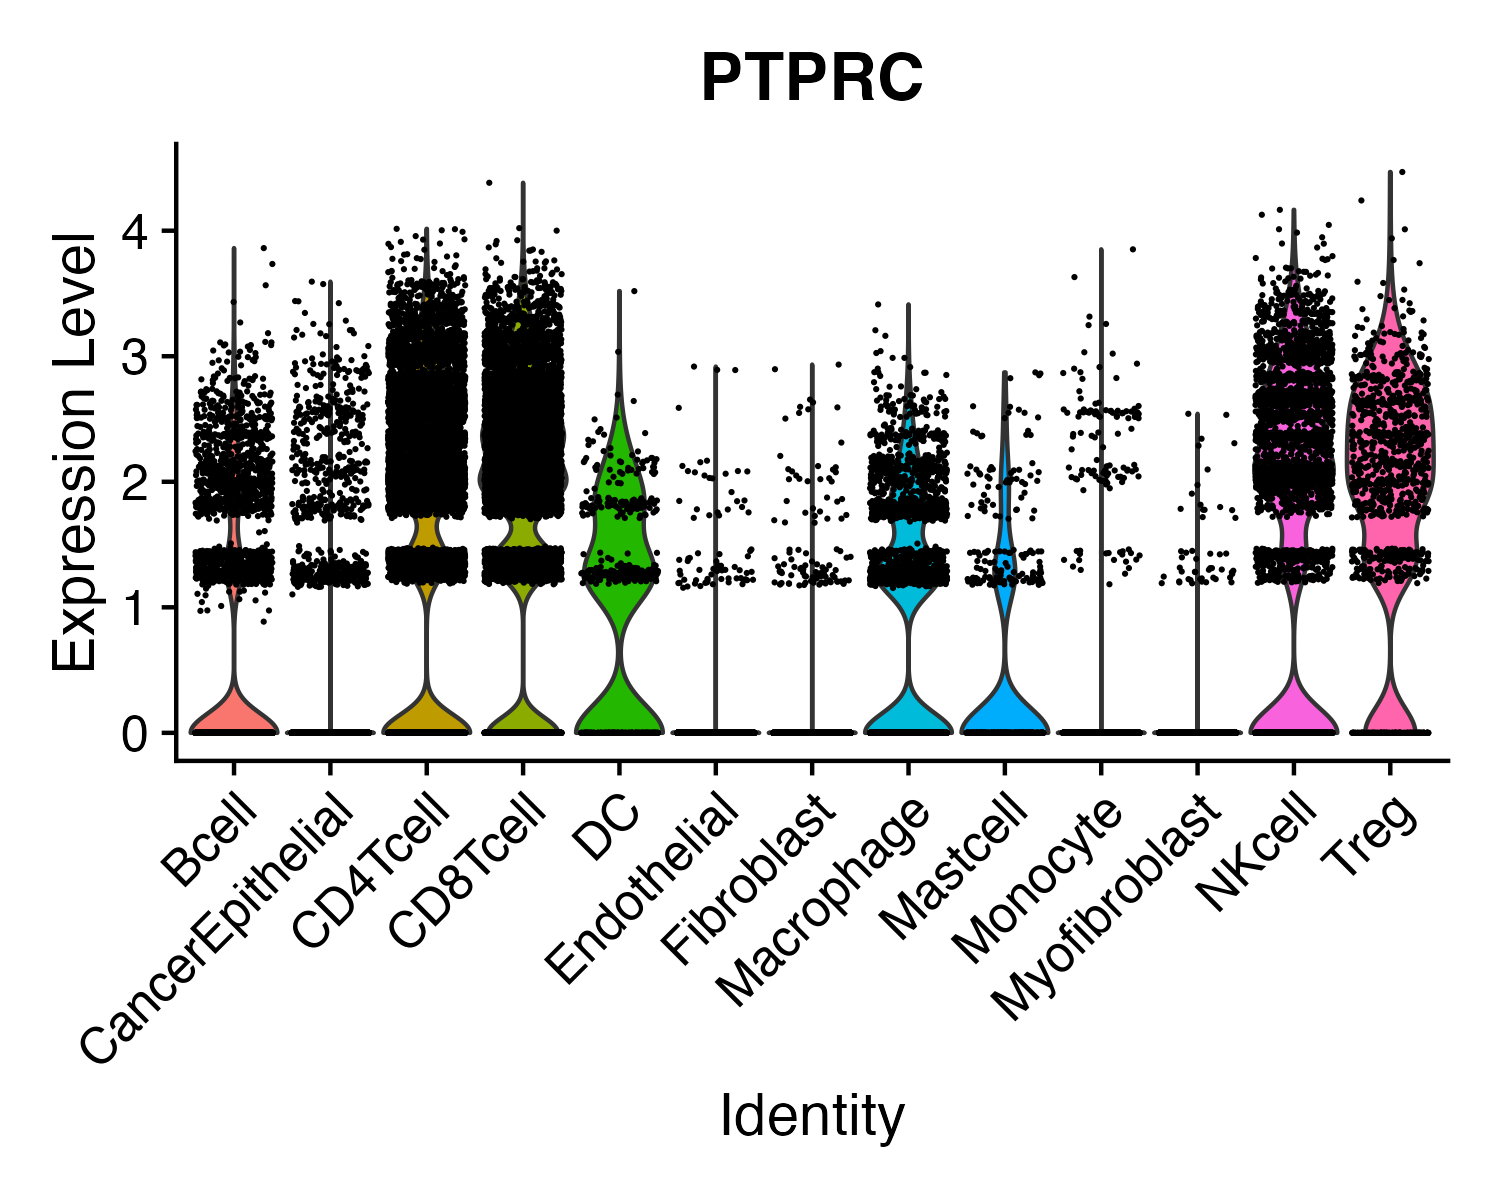 PTPRC
Expression Level
4
3
2
1
0
Bcell
CancerEpithelial
CD4Tcell
CD8Tcell
DC
Endothelial
Fibroblast
Macrophage
Mastcell
Monocyte
Myofibroblast
NKcell
Treg
Identity